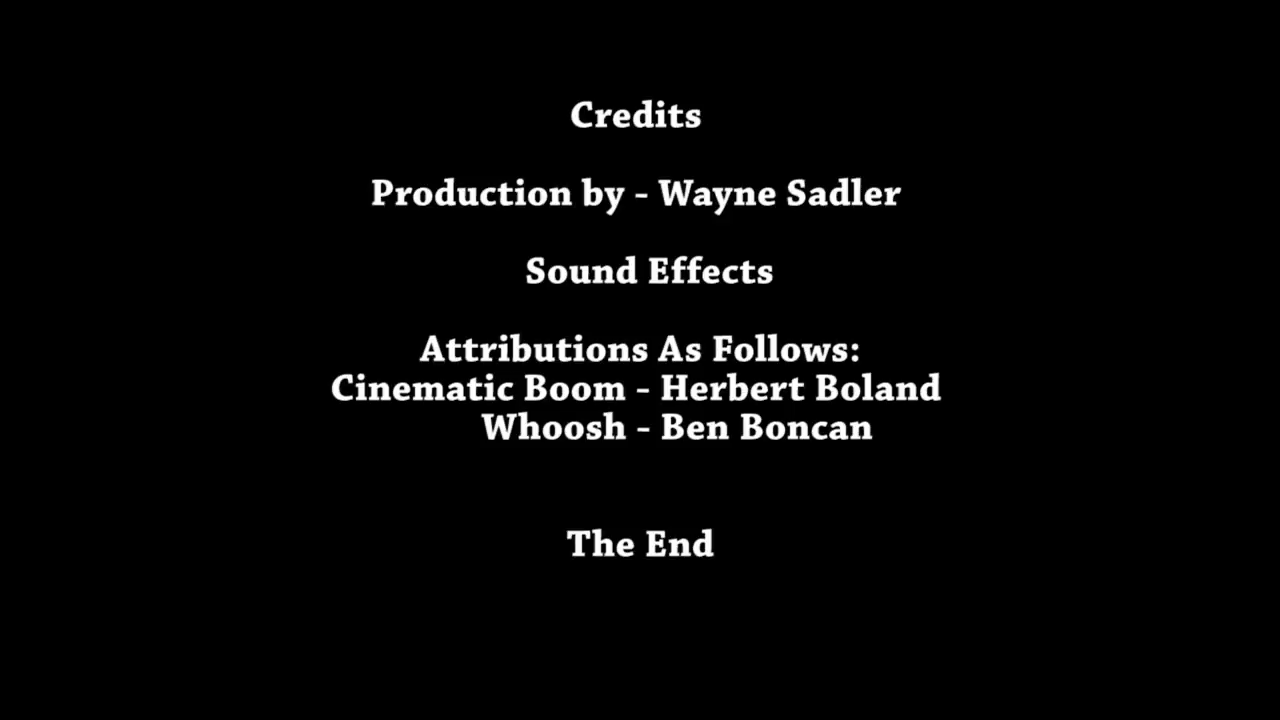 Credits
Production by - Wayne Sadler
Sound Effects
Attributions As Follows:
Cinematic Boom - Herbert Boland
Whoosh - Ben Boncan
The End